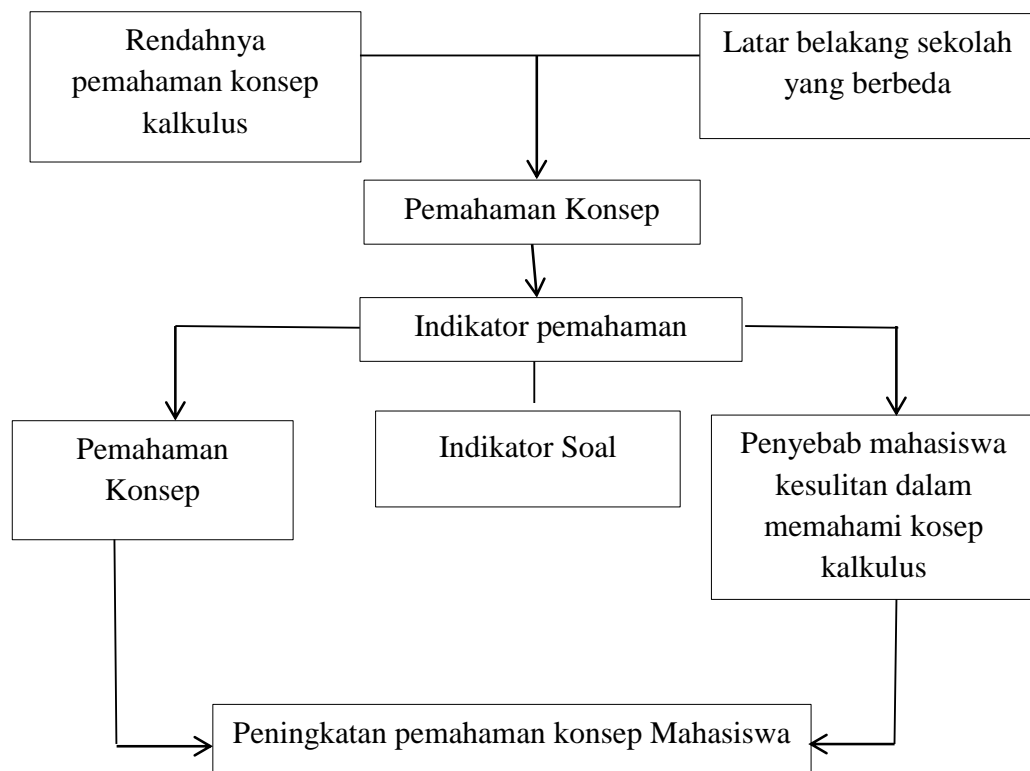 Rendahnya
pemahaman konsep
kalkulus
Latar belakang sekolah
yang berbeda
Pemahaman Konsep
Indikator pemahaman
Pemahaman
Konsep
Indikator Soal
Penyebab mahasiswa
kesulitan dalam
memahami kosep
kalkulus
Peningkatan pemahaman konsep Mahasiswa